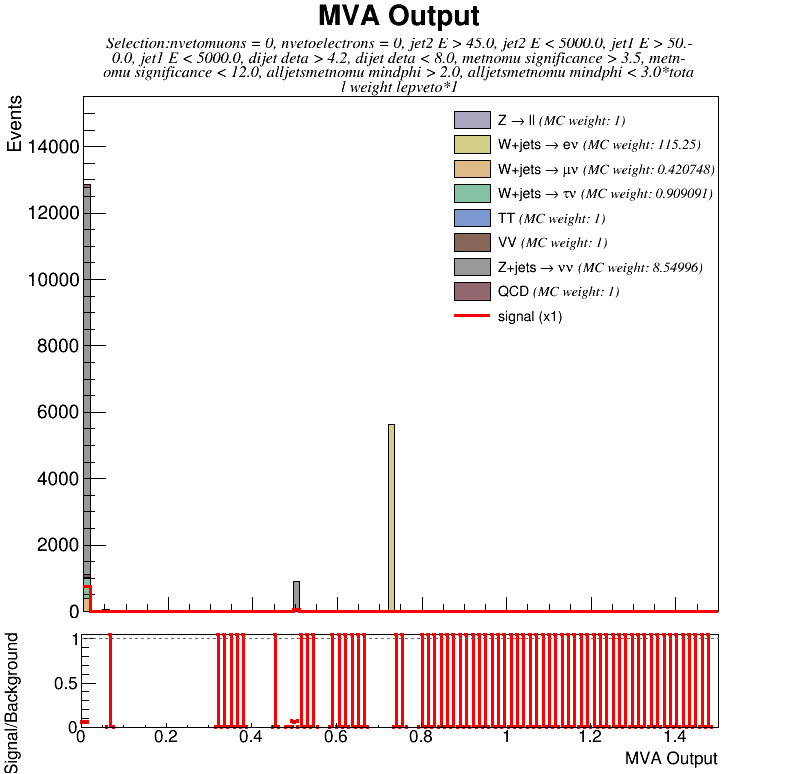 MVA Output
Selection:nvetomuons = 0, nvetoelectrons = 0, jet2 E > 45.0, jet2 E < 5000.0, jet1 E > 50.-
0.0, jet1 E < 5000.0, dijet deta > 4.2, dijet deta < 8.0, metnomu significance > 3.5, metn-
omu significance < 12.0, alljetsmetnomu mindphi > 2.0, alljetsmetnomu mindphi < 3.0*tota
l weight lepveto*1
Events
14000
12000
10000
8000
6000
4000
2000
0
Z → ll (MC weight: 1)
W+jets → eν (MC weight: 115.25)
W+jets → μν (MC weight: 0.420748)
W+jets → τν (MC weight: 0.909091)
TT (MC weight: 1)
VV (MC weight: 1)
Z+jets → νν (MC weight: 8.54996)
QCD (MC weight: 1)
signal (x1)
Signal/Background
1
0.5
0
0 0.2 0.4 0.6 0.8 1 1.2 1.4
MVA Output